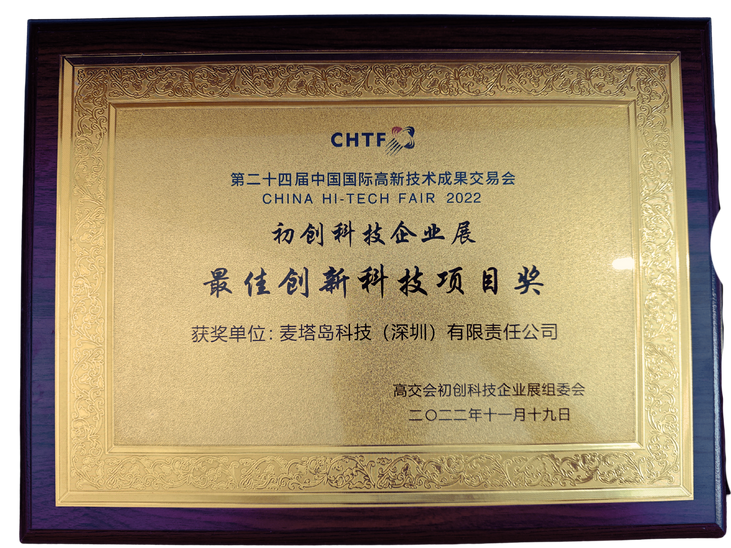 CHTF
第二十四届中国国际高新技术成果交易会
CHINA HI-TECH FAIR 2022
初创科技企业展
最佳创新科技项目奖
获奖单位：麦塔岛科技（深圳）有限责任公司
高交会初创科技企业展组委会
二〇二二年十一月十九日